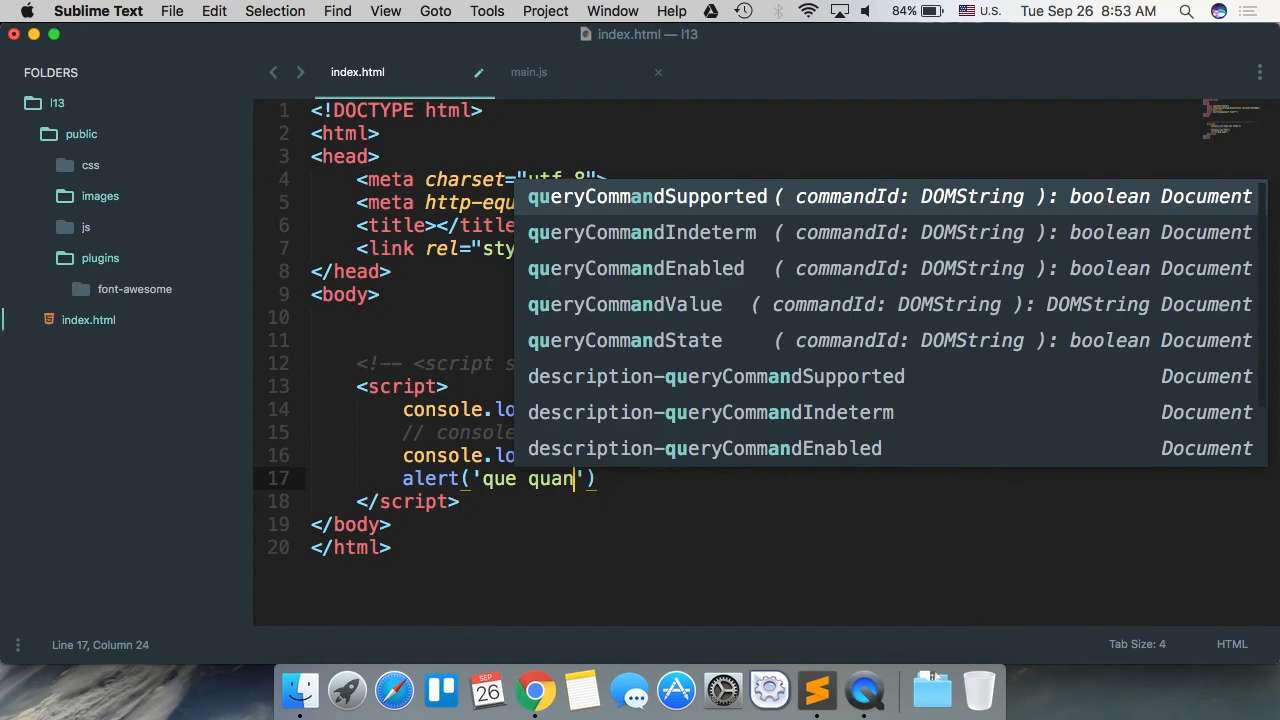 Sublime Text File Edit Selection Find View Goto Tools Project Window Help 84% U.S. Tue Sep 26 8:53 AM
index.html — l13
FOLDERS
l13
public
css
images
js
plugins
font-awesome
index.html
index.html main.js
1 <!DOCTYPE html>
2 <html>
3 <head>
4 <meta charset="utf-8">
5 <meta http-equ
6 <title></title
7 <link rel="sty
8 </head>
9 <body>
10
11
12 <!-- <script s
13 <script>
14 console.lo
15 // console
16 console.lo
17 alert('que quan')
18 </script>
19 </body>
20 </html>
queryCommandSupported ( commandId: DOMString ): boolean Document
queryCommandIndeterm ( commandId: DOMString ): boolean Document
queryCommandEnabled ( commandId: DOMString ): boolean Document
queryCommandValue ( commandId: DOMString ): DOMString Document
queryCommandState ( commandId: DOMString ): boolean Document
description-queryCommandSupported Document
description-queryCommandIndeterm Document
description-queryCommandEnabled Document
Line 17, Column 24 Tab Size: 4 HTML
SEP
26